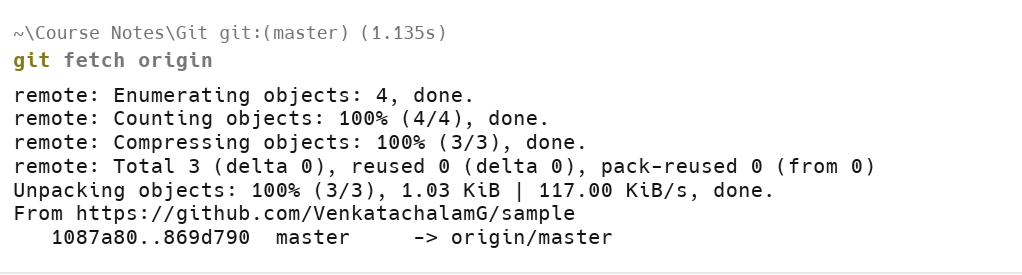 ~\Course Notes\Git git:(master) (1.135s)
git fetch origin
remote: Enumerating objects: 4, done.
remote: Counting objects: 100% (4/4), done.
remote: Compressing objects: 100% (3/3), done.
remote: Total 3 (delta 0), reused 0 (delta 0), pack-reused 0 (from 0)
Unpacking objects: 100% (3/3), 1.03 KiB | 117.00 KiB/s, done.
From https://github.com/VenkatachalamG/sample
   1087a80..869d790  master     -> origin/master